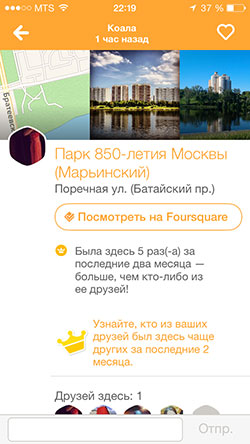 MTS 22:19 37 %
Коала
1 час назад
Братеевск
Парк 850-летия Москвы
(Марьинский)
Поречная ул. (Батайский пр.)
Посмотреть на Foursquare
Была здесь 5 раз(-а) за
последние два месяца —
больше, чем кто-либо из
ее друзей!
Узнайте, кто из ваших
друзей был здесь чаще
других за последние 2
месяца.
Друзей здесь: 1
Отпр.